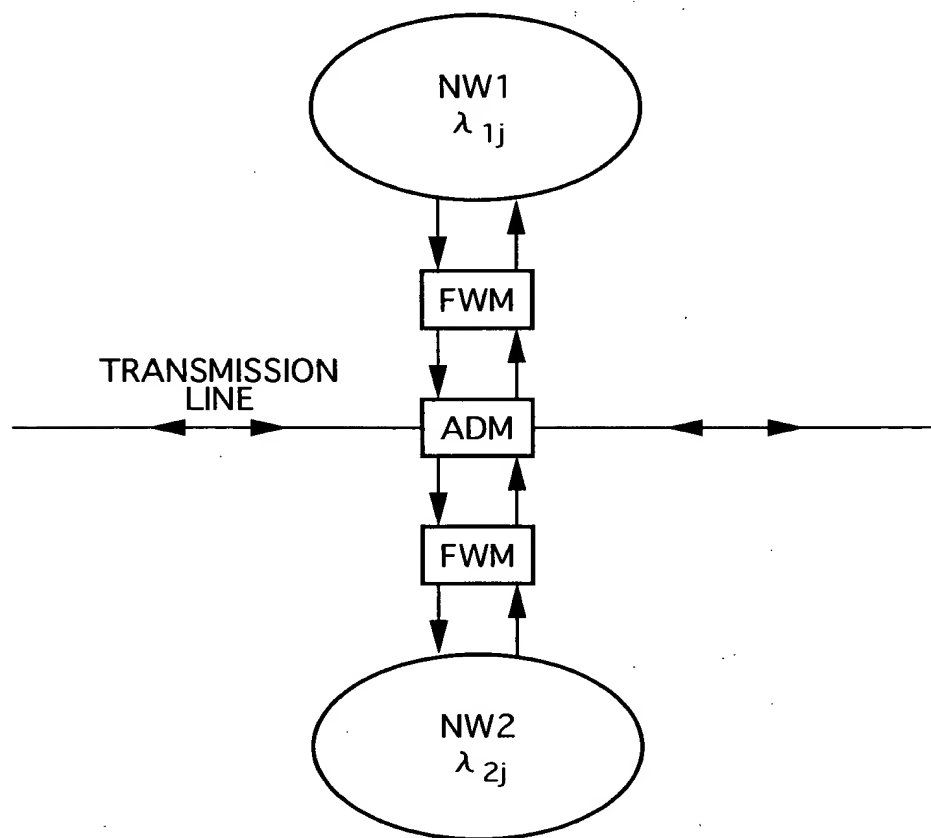 NW1
λ 1j
FWM
TRANSMISSION
LINE
ADM
FWM
NW2
λ 2j